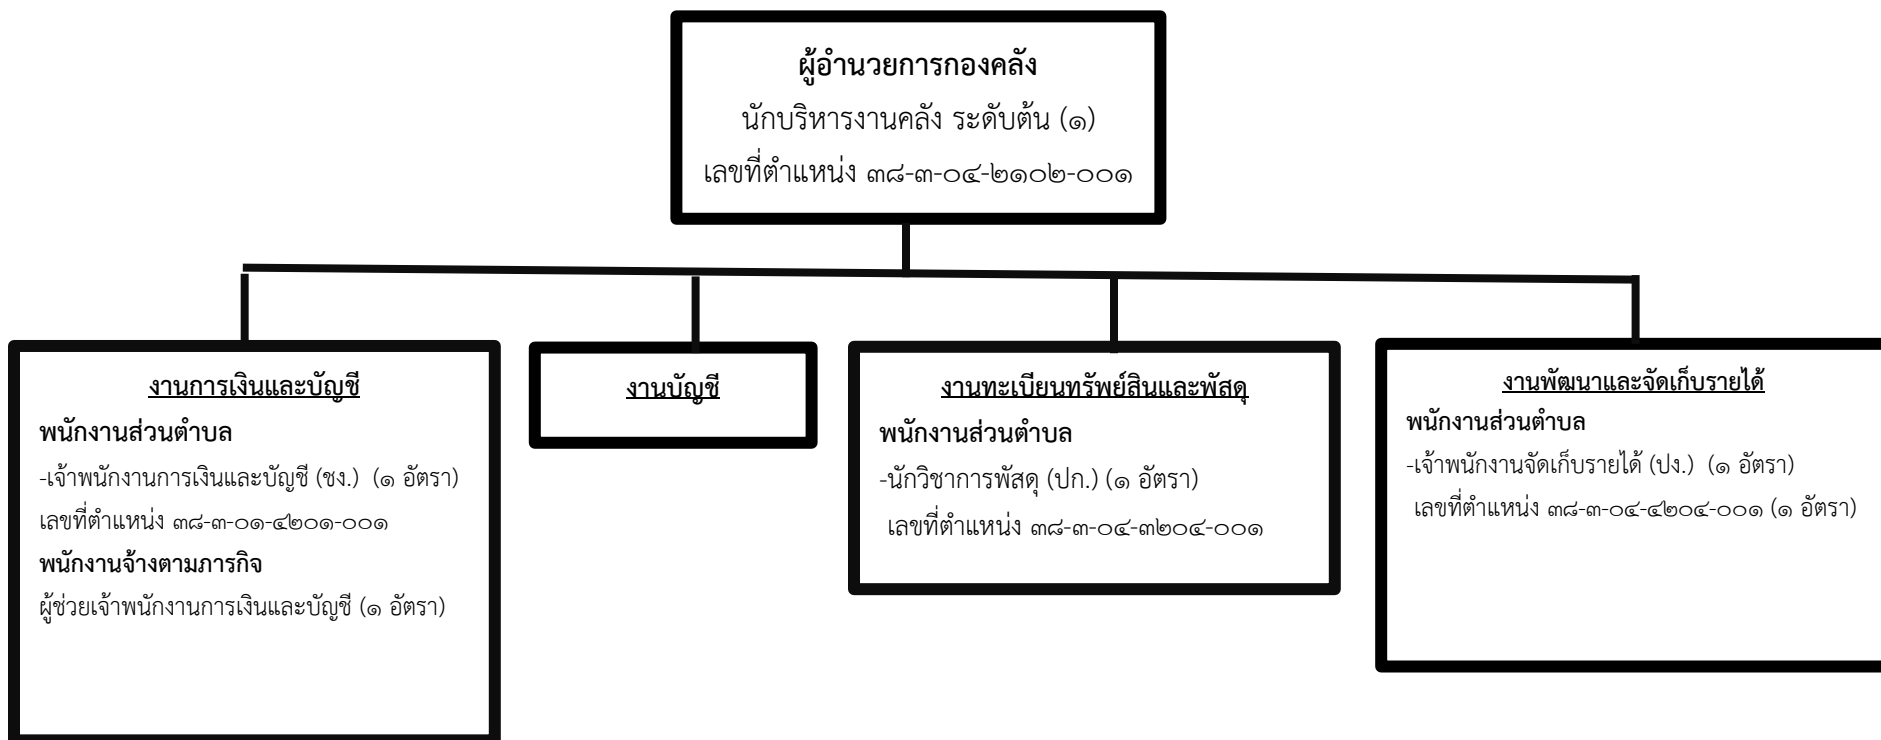 ผู้อำนวยการกองคลัง
นักบริหารงานคลัง ระดับต้น (๑)
เลขที่ตำแหน่ง ๓๘-๓-๐๔-๒๑๐๒-๐๐๑
งานการเงินและบัญชี
พนักงานส่วนตำบล
-เจ้าพนักงานการเงินและบัญชี (ชง.) (๑ อัตรา)
เลขที่ตำแหน่ง ๓๘-๓-๐๑-๔๒๐๑-๐๐๑
พนักงานจ้างตามภารกิจ
ผู้ช่วยเจ้าพนักงานการเงินและบัญชี (๑ อัตรา)
งานบัญชี
งานทะเบียนทรัพย์สินและพัสดุ
พนักงานส่วนตำบล
-นักวิชาการพัสดุ (ปก.) (๑ อัตรา)
เลขที่ตำแหน่ง ๓๘-๓-๐๔-๓๒๐๔-๐๐๑
งานพัฒนาและจัดเก็บรายได้
พนักงานส่วนตำบล
-เจ้าพนักงานจัดเก็บรายได้ (ปง.) (๑ อัตรา)
เลขที่ตำแหน่ง ๓๘-๓-๐๔-๔๒๐๔-๐๐๑ (๑ อัตรา)